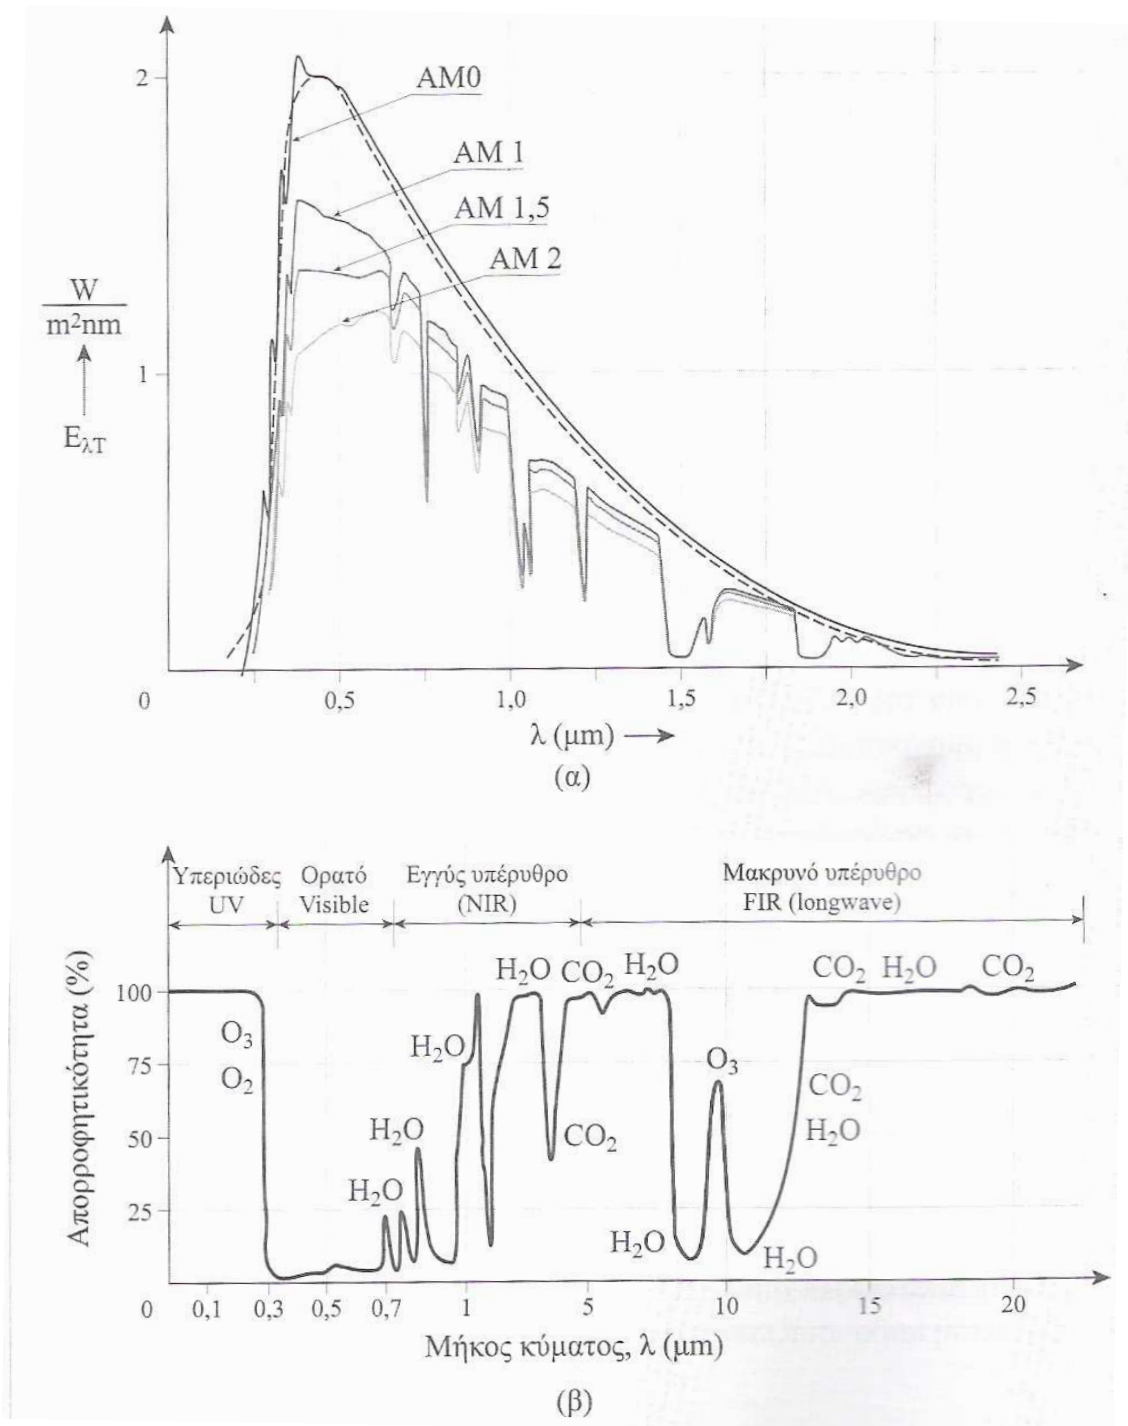 2
AM0
AM 1
AM 1,5
AM 2
W
m²nm
1
E_λT
0 0,5 1,0 1,5 2,0 2,5
λ (μm)
(α)
Υπεριώδες Ορατό Εγγύς υπέρυθρο Μακρυνό υπέρυθρο
UV Visible (NIR) FIR (longwave)
Απορροφητικότητα (%)
H₂O CO₂ H₂O CO₂ H₂O CO₂
100
O₃ H₂O O₃
75
O₂ CO₂
H₂O CO₂ H₂O
50
H₂O
25
H₂O H₂O
0 0,1 0,3 0,5 0,7 1 5 10 15 20
Μήκος κύματος, λ (μm)
(β)